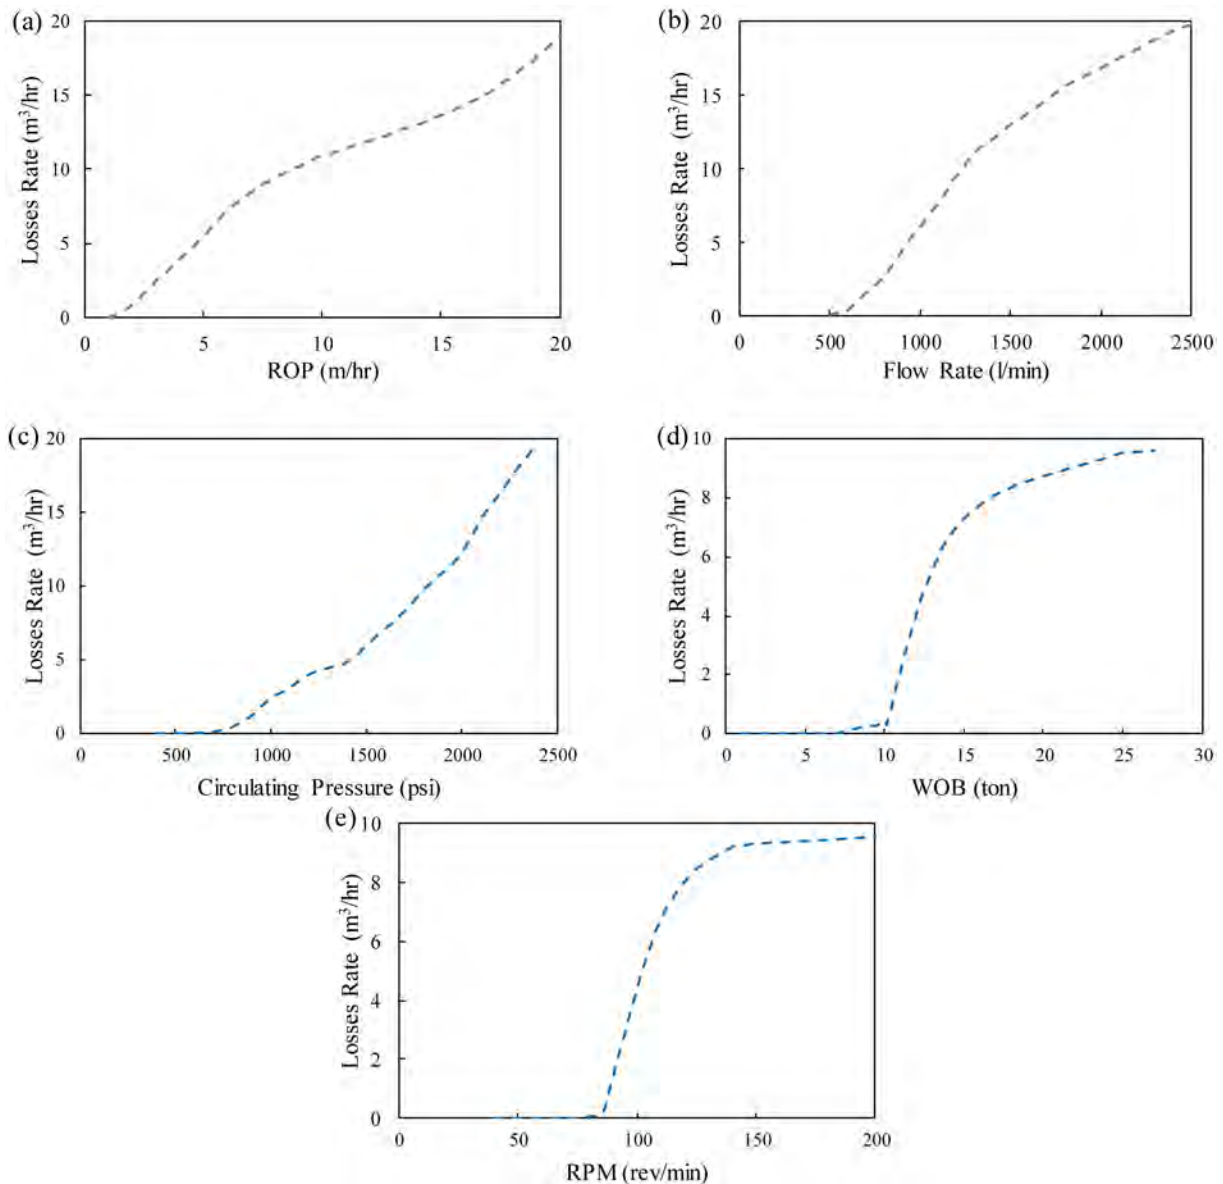 (a)
20
15
10
5
0
Losses Rate (m³/hr)
0 5 10 15 20
ROP (m/hr)
(b)
20
15
10
5
0
Losses Rate (m³/hr)
0 500 1000 1500 2000 2500
Flow Rate (l/min)
(c)
20
15
10
5
0
Losses Rate (m³/hr)
0 500 1000 1500 2000 2500
Circulating Pressure (psi)
(d)
10
8
6
4
2
0
Losses Rate (m³/hr)
0 5 10 15 20 25 30
WOB (ton)
(e)
10
8
6
4
2
0
Losses Rate (m³/hr)
0 50 100 150 200
RPM (rev/min)